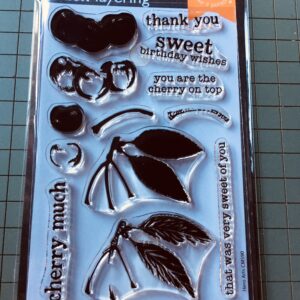 layering
thank you
sweet
birthday wishes
you are the
cherry on top
cherry much
that was very sweet of you